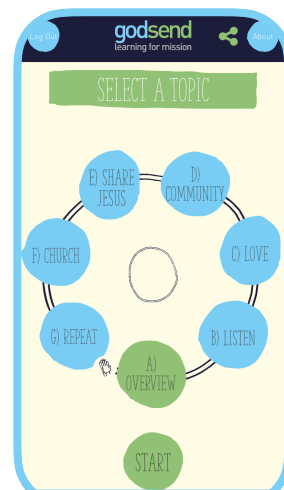 Log Out
godsend
learning for mission
About
SELECT A TOPIC
E) SHARE
JESUS
D)
COMMUNITY
F) CHURCH
C) LOVE
G) REPEAT
B) LISTEN
A)
OVERVIEW
START